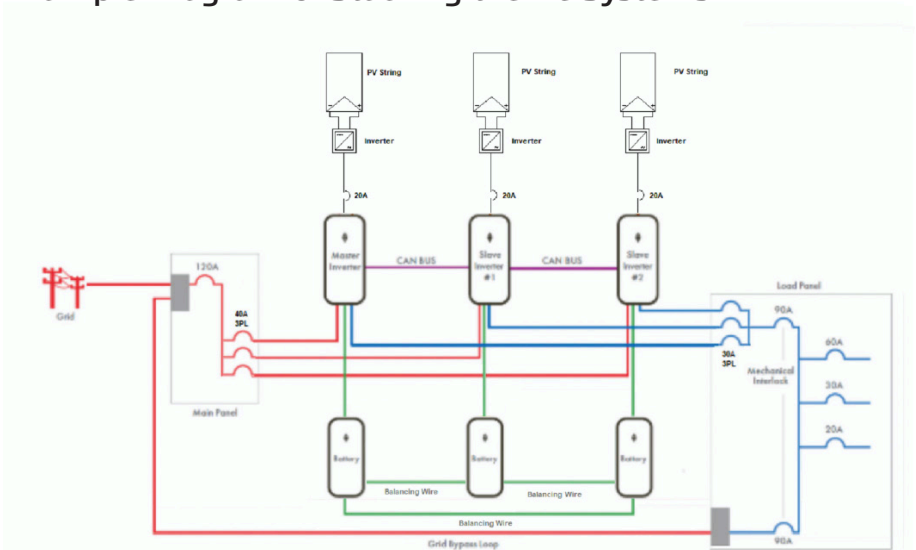 PV String
PV String
PV String
Inverter
Inverter
Inverter
20A
20A
20A
Master
Inverter
CAN BUS
Slave
Inverter
#1
CAN BUS
Slave
Inverter
#2
120A
Grid
40A
3PL
Main Panel
Load Panel
90A
60A
30A
3PL
Mechanical
Interlock
30A
20A
Battery
Battery
Battery
Balancing Wire
Balancing Wire
Balancing Wire
Grid Bypass Loop
90A